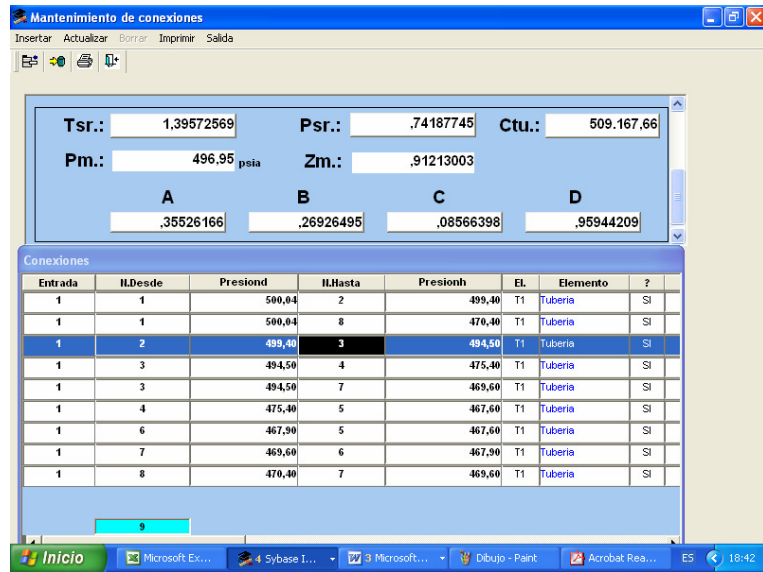 Mantenimiento de conexiones
Insertar Actualizar Borrar Imprimir Salida
Tsr.: 1,39572569 Psr.: ,74187745 Ctu.: 509.167,66
Pm.: 496,95 psia Zm.: ,91213003
A B C D
,35526166 ,26926495 ,08566398 ,95944209
Conexiones
Entrada N.Desde Presiond N.Hasta Presionh El. Elemento ?
1 1 500,04 2 499,40 T1 Tuberia SI
1 1 500,04 8 470,40 T1 Tuberia SI
1 2 499,40 3 494,50 T1 Tuberia SI
1 3 494,50 4 475,40 T1 Tuberia SI
1 3 494,50 7 469,60 T1 Tuberia SI
1 4 475,40 5 467,60 T1 Tuberia SI
1 6 467,90 5 467,60 T1 Tuberia SI
1 7 469,60 6 467,90 T1 Tuberia SI
1 8 470,40 7 469,60 T1 Tuberia SI
9
Inicio Microsoft Ex... 4 Sybase I... 3 Microsoft... Dibujo - Paint Acrobat Rea... ES 18:42